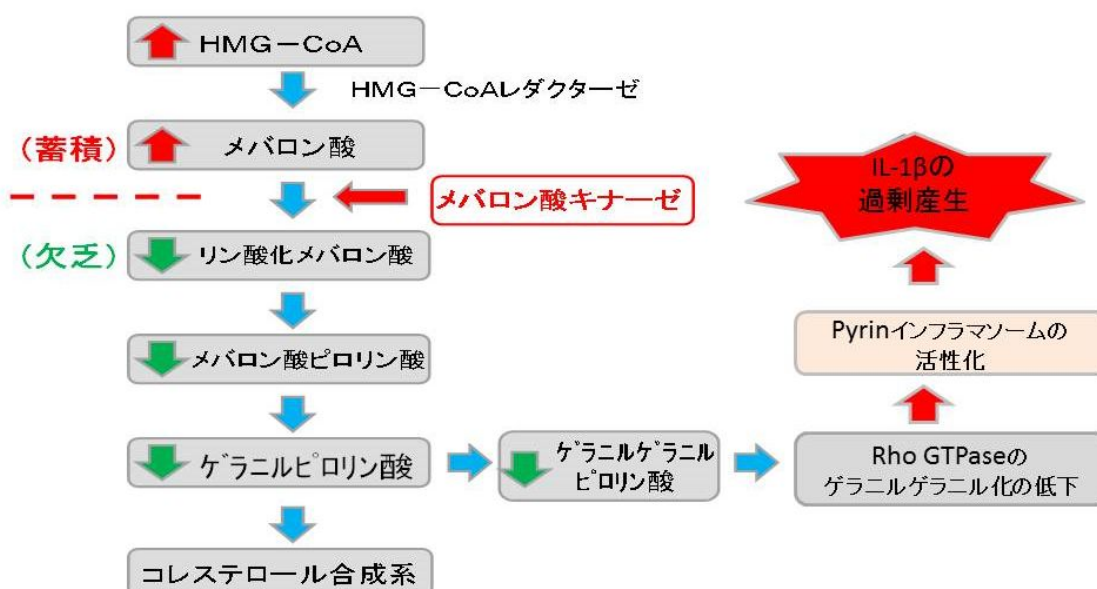 HMG-CoA
HMG-CoAレダクターゼ
(蓄積)
メバロン酸
メバロン酸キナーゼ
(欠乏)
リン酸化メバロン酸
メバロン酸ピロリン酸
ゲラニルピロリン酸
ゲラニルゲラニル
ピロリン酸
コレステロール合成系
IL-1βの
過剰産生
Pyrinインフラマソームの
活性化
Rho GTPaseの
ゲラニルゲラニル化の低下